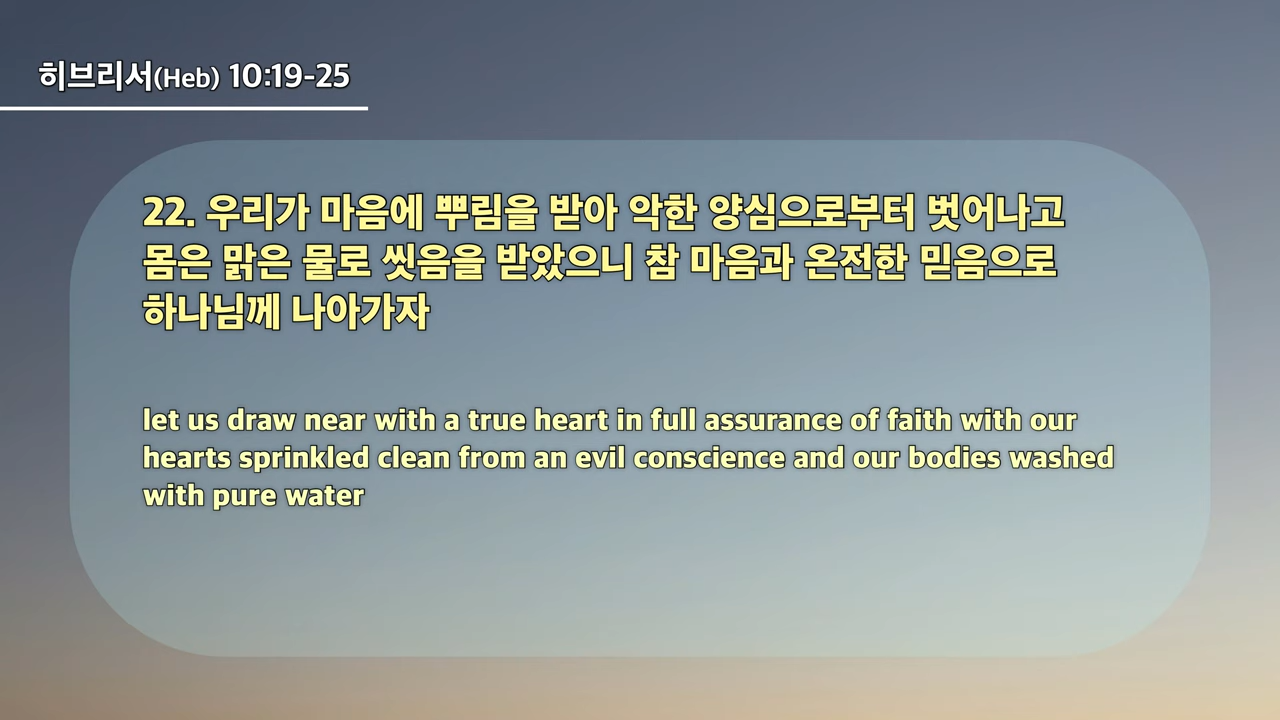 히브리서(Heb) 10:19-25
22. 우리가 마음에 뿌림을 받아 악한 양심으로부터 벗어나고
몸은 맑은 물로 씻음을 받았으니 참 마음과 온전한 믿음으로
하나님께 나아가자
let us draw near with a true heart in full assurance of faith with our
hearts sprinkled clean from an evil conscience and our bodies washed
with pure water